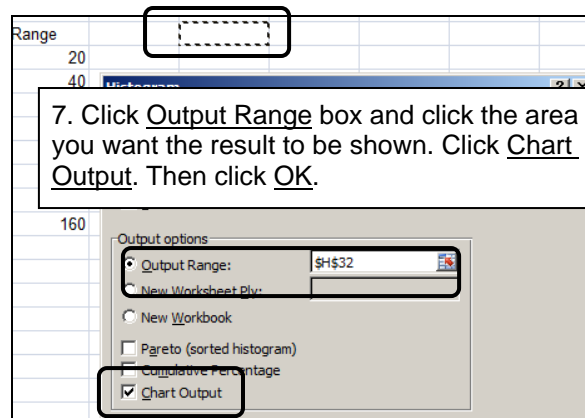 Range
20
40
Histogram
7. Click Output Range box and click the area
you want the result to be shown. Click Chart
Output. Then click OK.
160
Output options
Output Range: $H$32
New Worksheet Ply:
New Workbook
Pareto (sorted histogram)
Cumulative Percentage
Chart Output